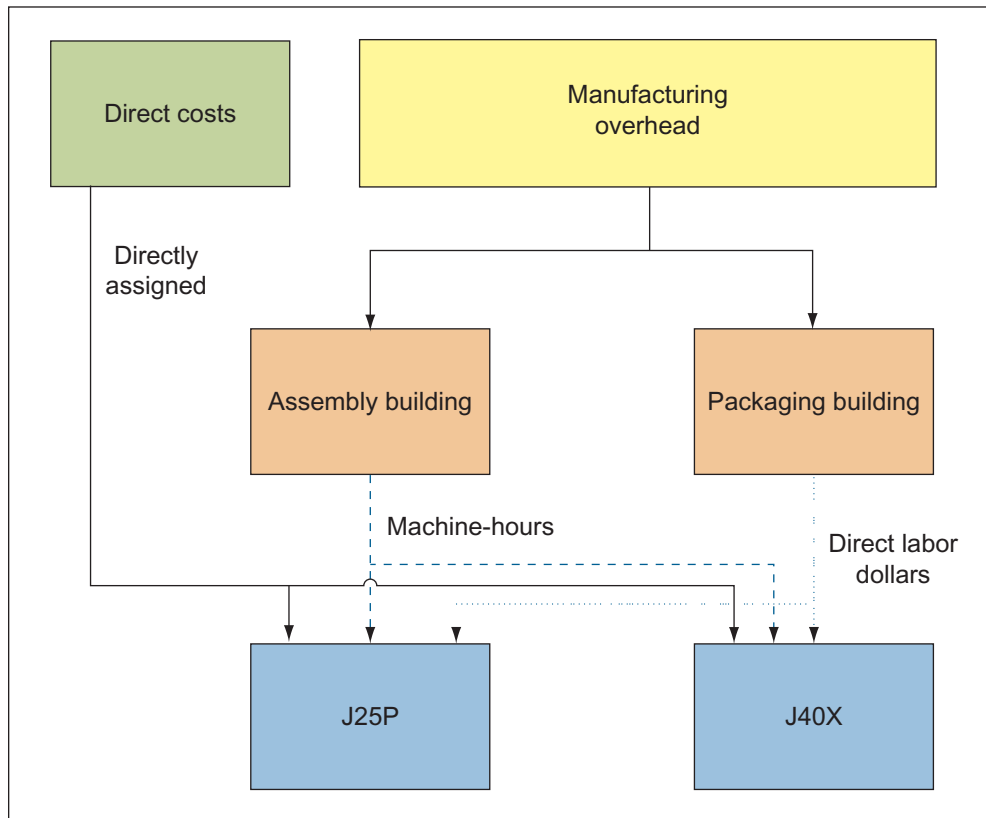 Direct costs
Manufacturing
overhead
Directly
assigned
Assembly building
Packaging building
Machine-hours
Direct labor
dollars
J25P
J40X